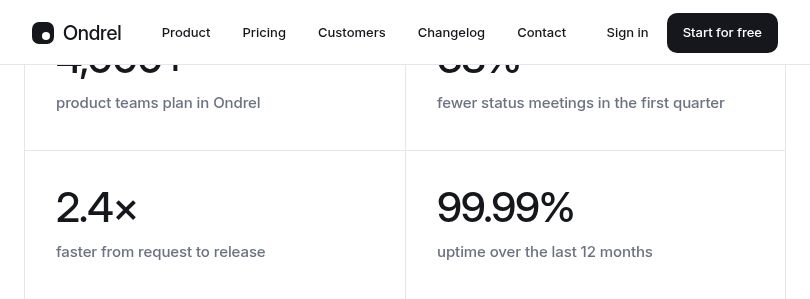 Ondrel
Product
Pricing
Customers
Changelog
Contact
Sign in
Start for free
product teams plan in Ondrel
fewer status meetings in the first quarter
2.4×
faster from request to release
99.99%
uptime over the last 12 months